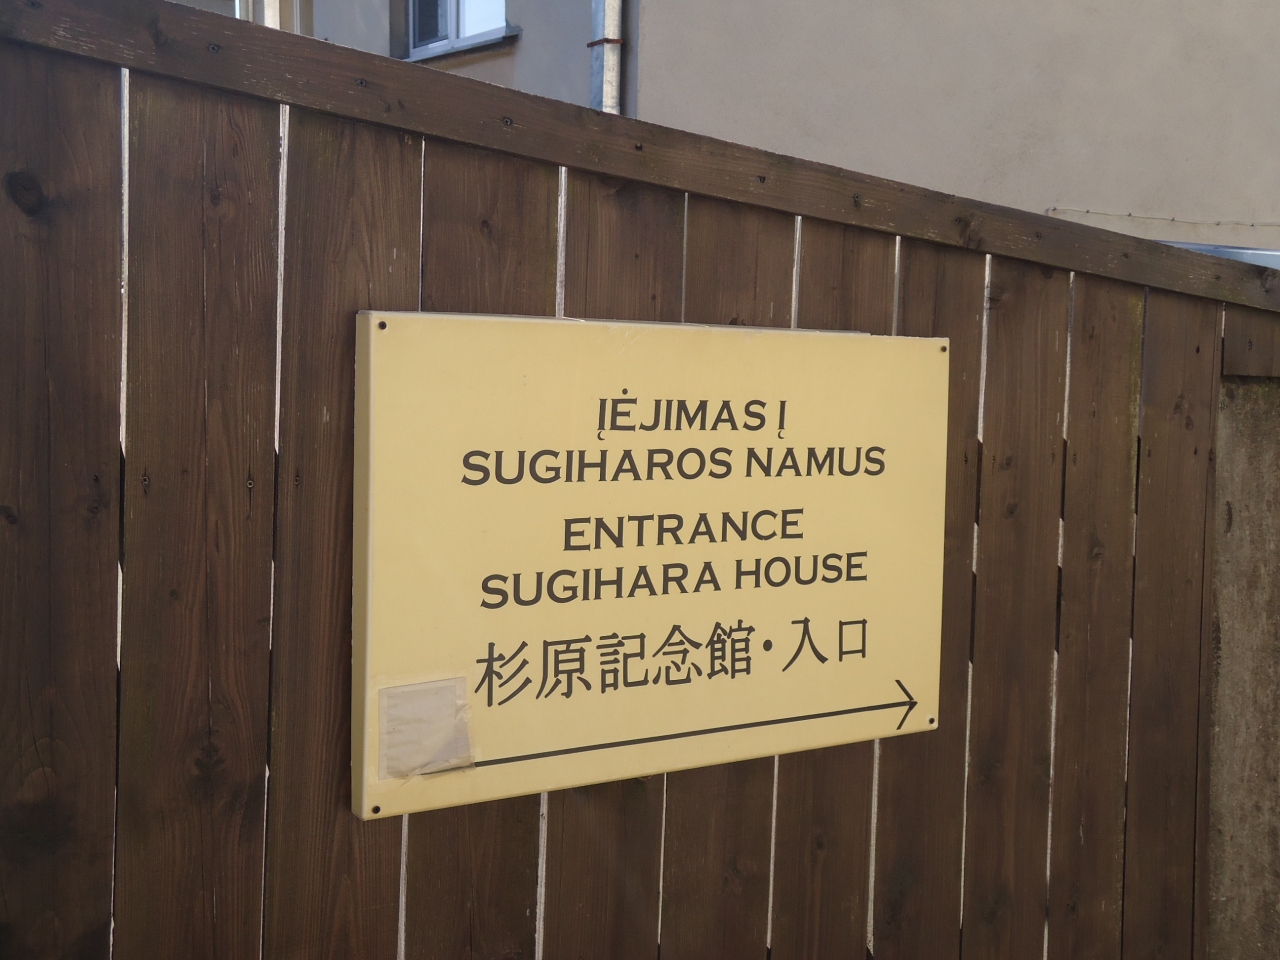 ĮĖJIMAS Į
SUGIHAROS NAMUS
ENTRANCE
SUGIHARA HOUSE
杉原記念館・入口